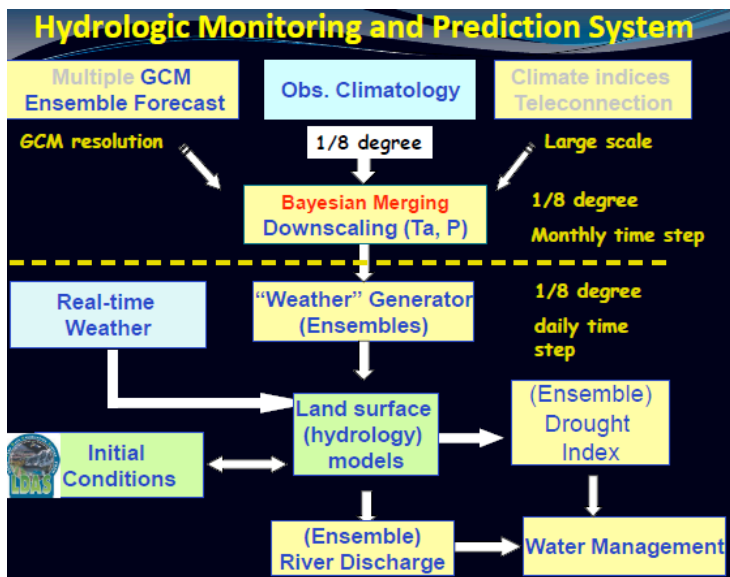 Hydrologic Monitoring and Prediction System
Multiple GCM
Ensemble Forecast
Obs. Climatology
Climate indices
Teleconnection
GCM resolution
1/8 degree
Large scale
Bayesian Merging
Downscaling (Ta, P)
1/8 degree
Monthly time step
Real-time
Weather
“Weather” Generator
(Ensembles)
1/8 degree
daily time
step
Land surface
(hydrology)
models
(Ensemble)
Drought
Index
LDAS
Initial
Conditions
(Ensemble)
River Discharge
Water Management